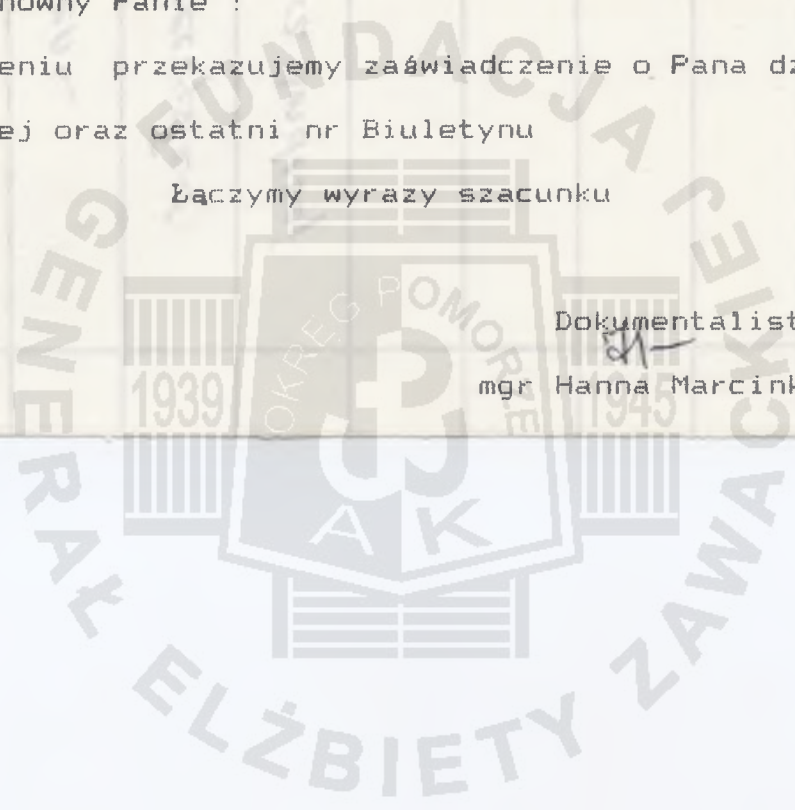 nowny Panie !
eniu przekazujemy zaświadczenie o Pana dz
ej oraz ostatni nr Biuletynu
Łączymy wyrazy szacunku
Dokumentalist
mgr Hanna Marcink
FUNDACJA
GENERAŁ ELŻBIETY ZAWACKIEJ
OKRĘG POMORZE
1939
1945
AK